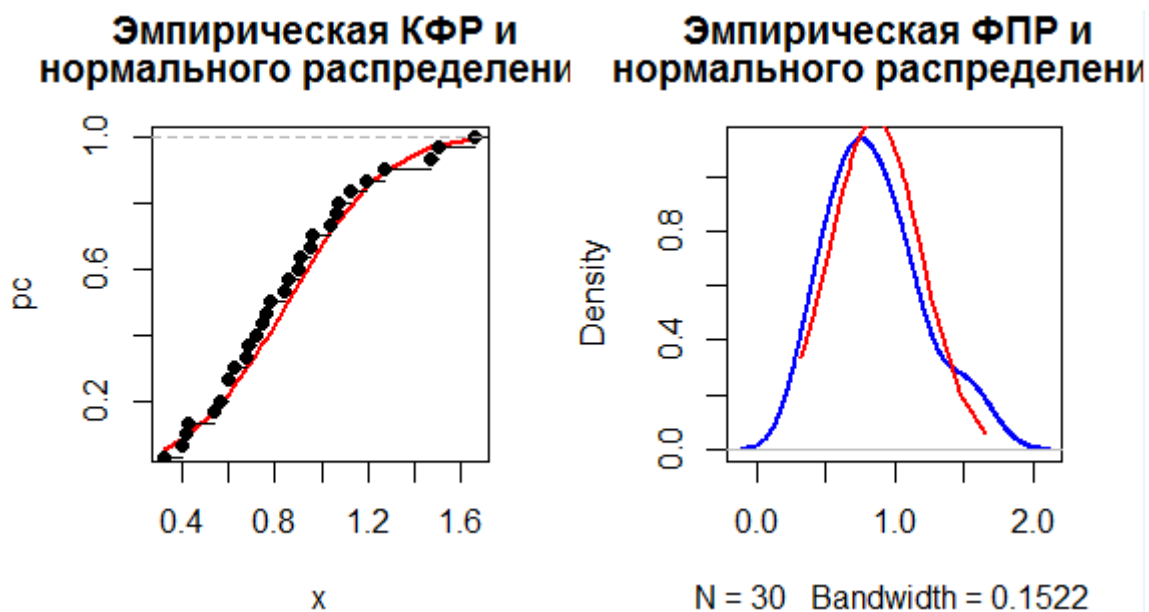 Эмпирическая КФР и
нормального распределени
pc
0.2
0.6
1.0
0.4
0.8
1.2
1.6
x
Эмпирическая ФПР и
нормального распределени
Density
0.0
0.4
0.8
0.0
1.0
2.0
N = 30 Bandwidth = 0.1522